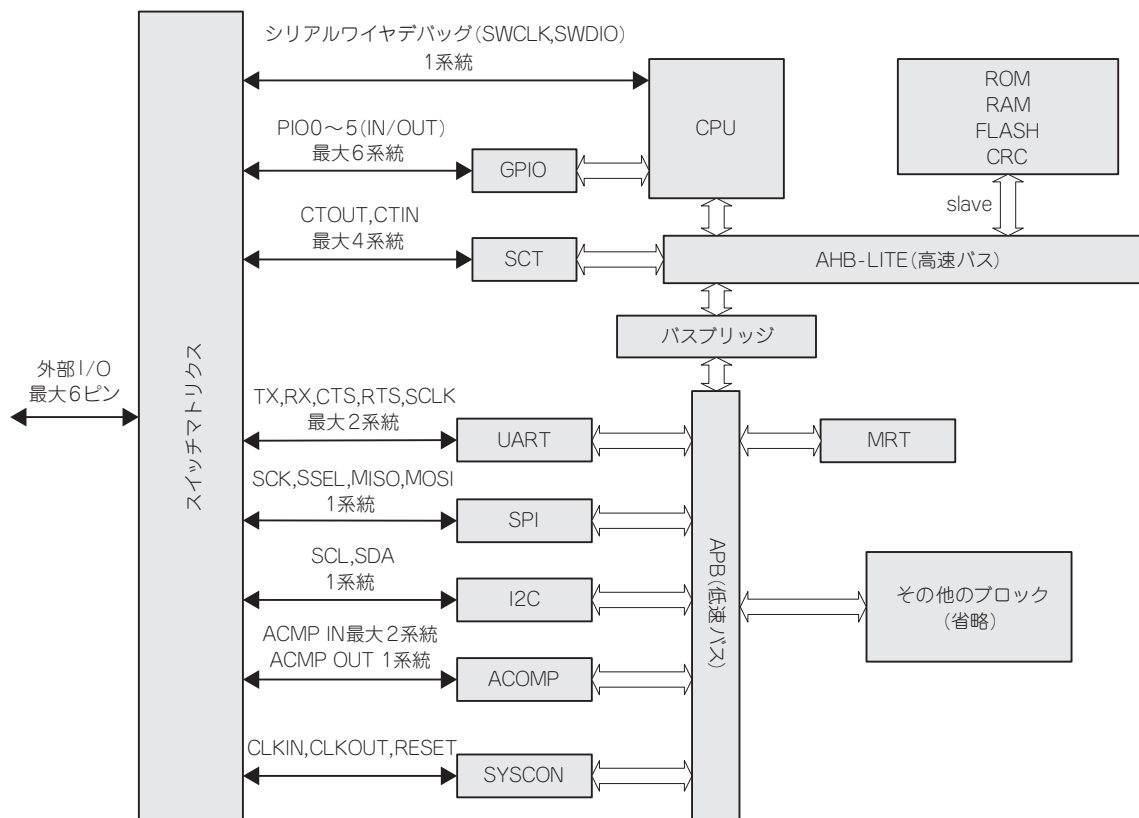 シリアルワイヤデバッグ(SWCLK,SWDIO)
1系統
CPU
ROM
RAM
FLASH
CRC
PIO0～5(IN/OUT)
最大6系統
GPIO
slave
CTOUT,CTIN
最大4系統
SCT
AHB-LITE(高速バス)
バスブリッジ
外部I/O
最大6ピン
スイッチマトリクス
TX,RX,CTS,RTS,SCLK
最大2系統
UART
MRT
SCK,SSEL,MISO,MOSI
1系統
SPI
APB(低速バス)
SCL,SDA
1系統
I2C
その他のブロック
(省略)
ACMP IN最大2系統
ACMP OUT 1系統
ACOMP
CLKIN,CLKOUT,RESET
SYSCON